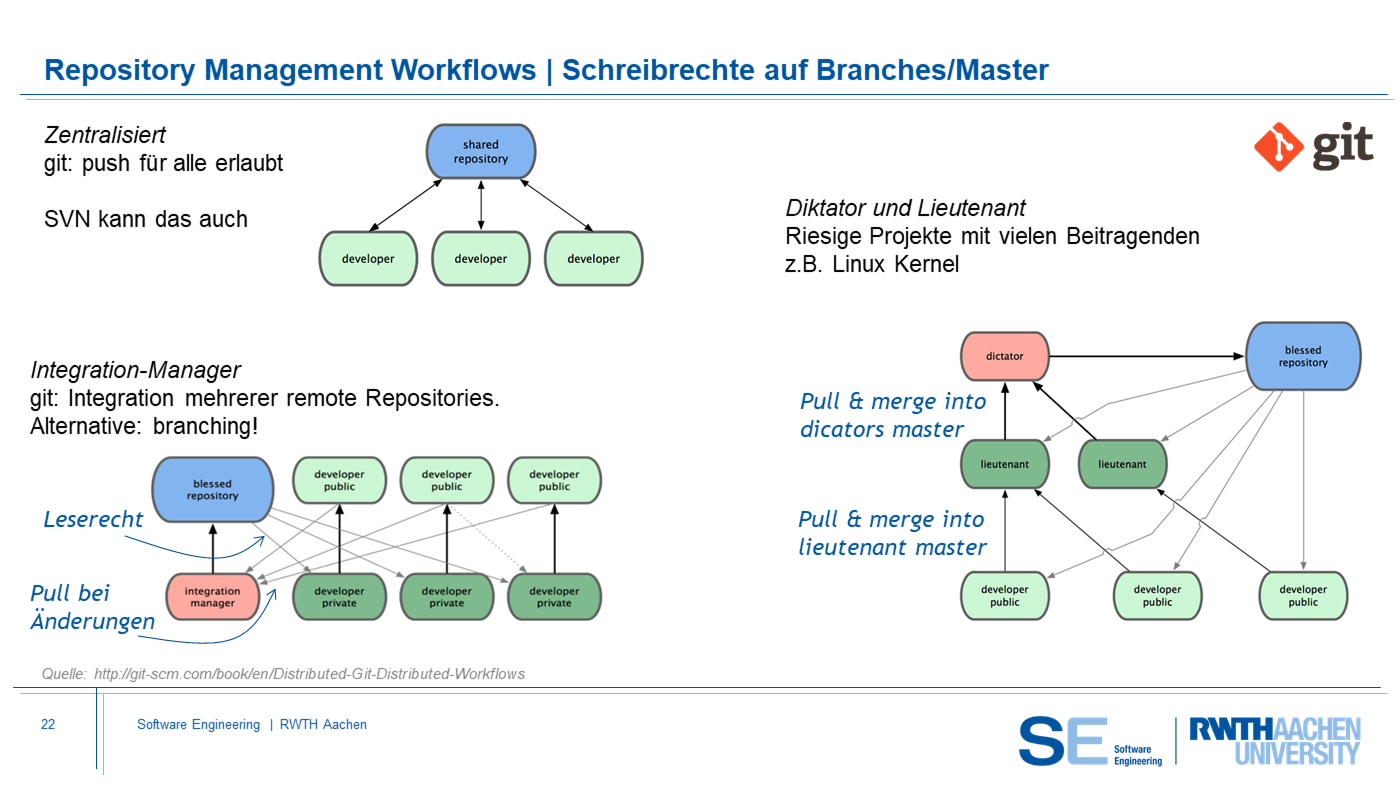 Repository Management Workflows | Schreibrechte auf Branches/Master
Zentralisiert
git: push für alle erlaubt
SVN kann das auch
shared
repository
developer
developer
developer
git
Diktator und Lieutenant
Riesige Projekte mit vielen Beitragenden
z.B. Linux Kernel
Integration-Manager
git: Integration mehrerer remote Repositories.
Alternative: branching!
blessed
repository
developer
public
developer
public
developer
public
Leserecht
Pull bei
Änderungen
integration
manager
developer
private
developer
private
developer
private
dictator
blessed
repository
Pull & merge into
dicators master
lieutenant
lieutenant
Pull & merge into
lieutenant master
developer
public
developer
public
developer
public
Quelle: http://git-scm.com/book/en/Distributed-Git-Distributed-Workflows
22
Software Engineering | RWTH Aachen
SE Software
Engineering
RWTHAACHEN
UNIVERSITY